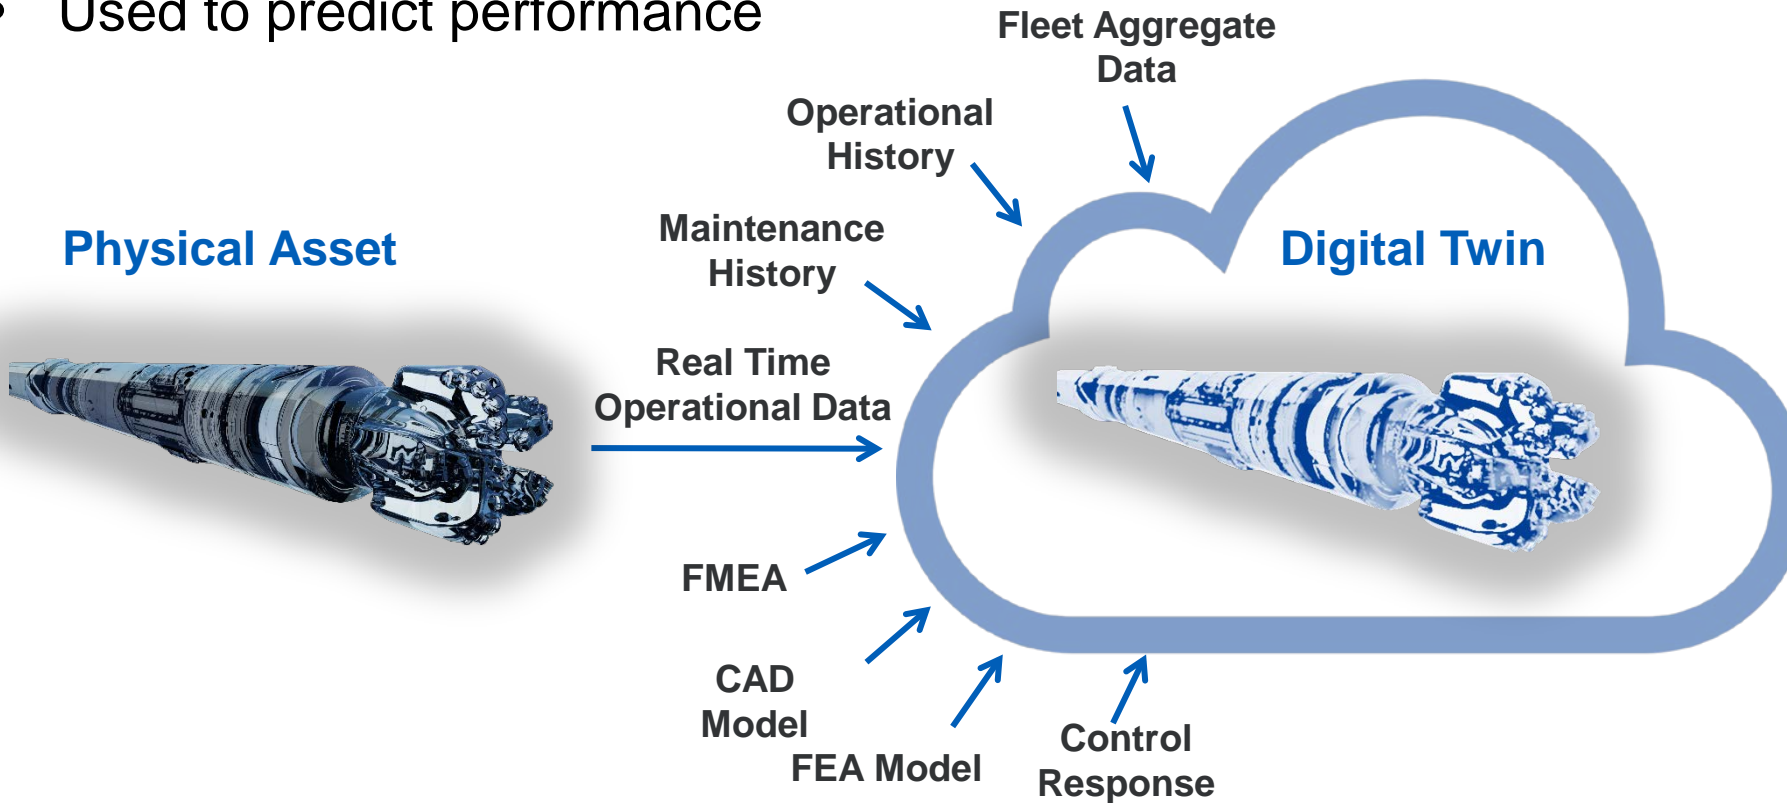 • Used to predict performance
Fleet Aggregate
Data
Operational
History
Maintenance
History
Physical Asset
Digital Twin
Real Time
Operational Data
FMEA
CAD
Model
FEA Model
Control
Response